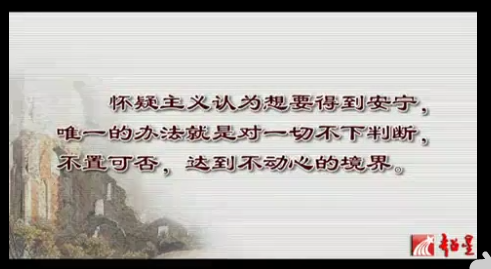 怀疑主义认为想要得到安宁，
唯一的办法就是对一切不下判断，
不置可否，达到不动心的境界。
超星